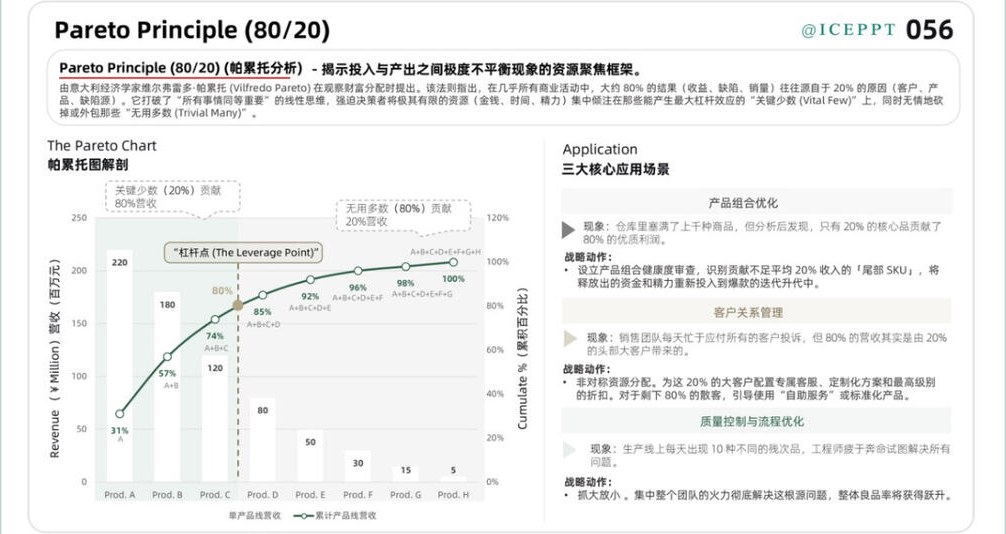 Pareto Principle (80/20)
@ICEPPT 056
Pareto Principle (80/20) (帕累托分析) - 揭示投入与产出之间极度不平衡现象的资源聚焦框架。
由意大利经济学家维尔弗雷多·帕累托 (Vilfredo Pareto) 在观察财富分配时提出。该法则指出，在几乎所有商业活动中，大约 80% 的结果（收益、缺陷、销量）往往源自于 20% 的原因（客户、产
品、缺陷源）。它打破了“所有事情同等重要”的线性思维，强迫决策者将极其有限的资源（金钱、时间、精力）集中倾注在那些能产生最大杠杆效应的“关键少数 (Vital Few)”上，同时无情地砍
掉或外包那些“无用多数 (Trivial Many)”。
The Pareto Chart
帕累托图解剖
关键少数（20%）贡献
80%营收
无用多数（80%）贡献
20%营收
“杠杆点 (The Leverage Point)”
Revenue （￥Million）营收（百万元）
250
200
150
100
50
0
220
180
120
80
50
30
15
5
31%
A
57%
A+B
74%
A+B+C
80%
85%
A+B+C+D
92%
A+B+C+D+E
96%
A+B+C+D+E+F
98%
A+B+C+D+E+F+G
A+B+C+D+E+F+G+H
100%
120%
100%
80%
60%
40%
20%
0%
Cumulate %（累积百分比）
Prod. A
Prod. B
Prod. C
Prod. D
Prod. E
Prod. F
Prod. G
Prod. H
单产品线营收
累计产品线营收
Application
三大核心应用场景
产品组合优化
现象：仓库里塞满了上千种商品，但分析后发现，只有 20% 的核心品贡献了
80% 的优质利润。
战略动作：
• 设立产品组合健康度审查，识别贡献不足平均 20% 收入的「尾部 SKU」，将
释放出的资金和精力重新投入到爆款的迭代升代中。
客户关系管理
现象：销售团队每天忙于应付所有的客户投诉，但 80% 的营收其实是由 20%
的头部大客户带来的。
战略动作：
• 非对称资源分配。为这 20% 的大客户配置专属客服、定制化方案和最高级别
的折扣。对于剩下 80% 的散客，引导使用“自助服务”或标准化产品。
质量控制与流程优化
现象：生产线上每天出现 10 种不同的残次品，工程师疲于奔命试图解决所有
问题。
战略动作：
• 抓大放小 。集中整个团队的火力彻底解决这根源问题，整体良品率将获得跃升。